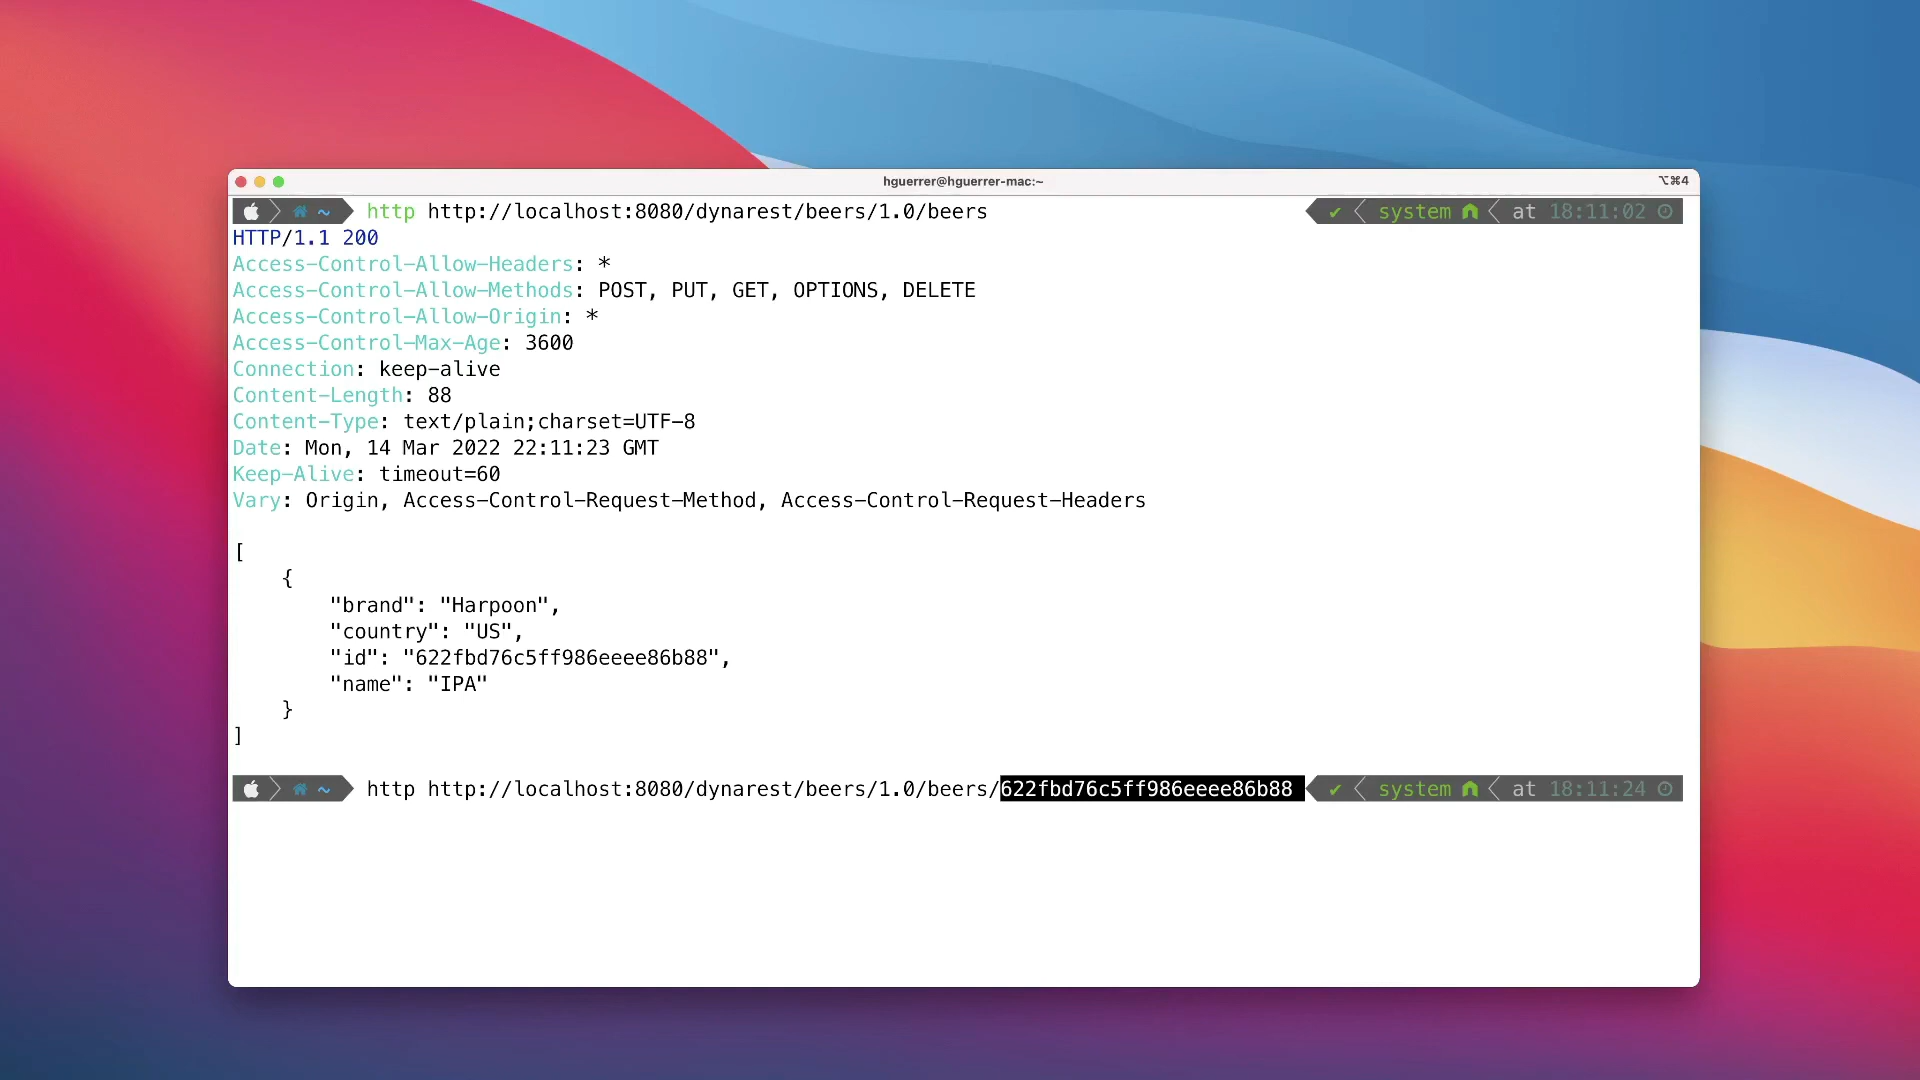 hguerrer@hguerrer-mac:~ ⌥⌘4
~ http http://localhost:8080/dynarest/beers/1.0/beers ✔ system at 18:11:02
HTTP/1.1 200
Access-Control-Allow-Headers: *
Access-Control-Allow-Methods: POST, PUT, GET, OPTIONS, DELETE
Access-Control-Allow-Origin: *
Access-Control-Max-Age: 3600
Connection: keep-alive
Content-Length: 88
Content-Type: text/plain;charset=UTF-8
Date: Mon, 14 Mar 2022 22:11:23 GMT
Keep-Alive: timeout=60
Vary: Origin, Access-Control-Request-Method, Access-Control-Request-Headers
[
{
"brand": "Harpoon",
"country": "US",
"id": "622fbd76c5ff986eeee86b88",
"name": "IPA"
}
]
~ http http://localhost:8080/dynarest/beers/1.0/beers/622fbd76c5ff986eeee86b88 ✔ system at 18:11:24